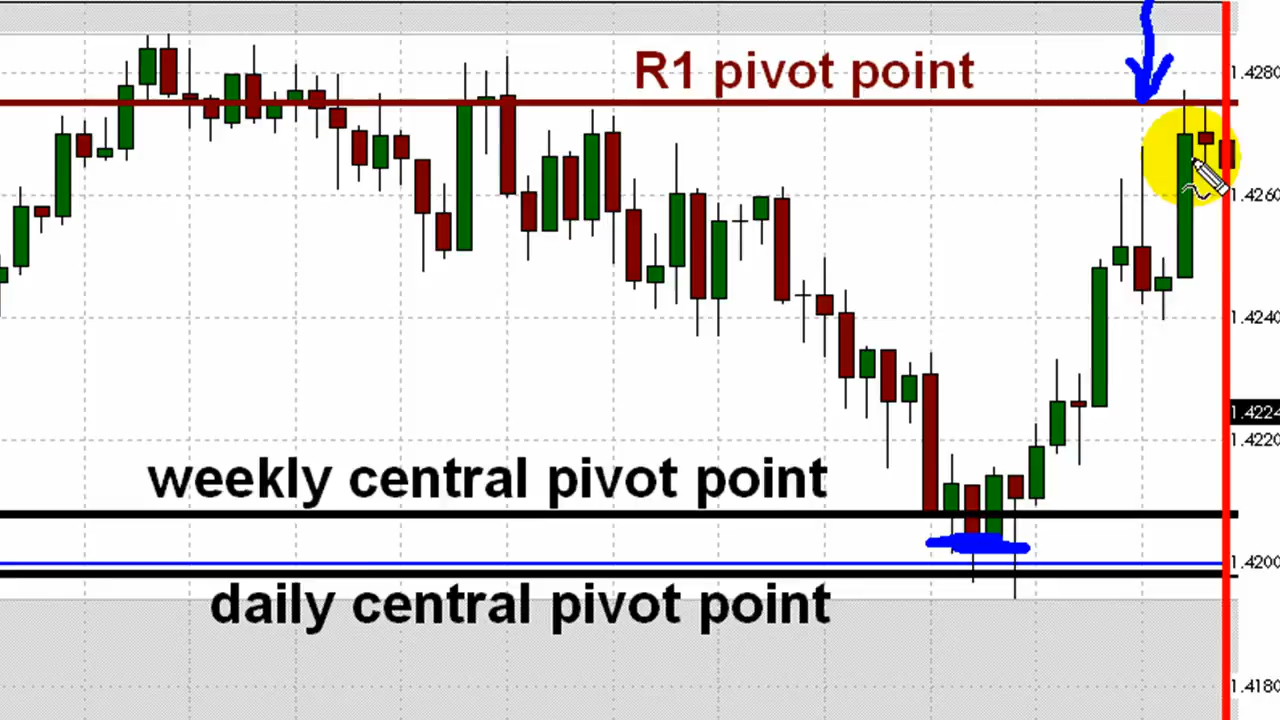 R1 pivot point
1.4280
1.4260
1.4240
1.4224
1.4220
weekly central pivot point
1.4200
daily central pivot point
1.4180